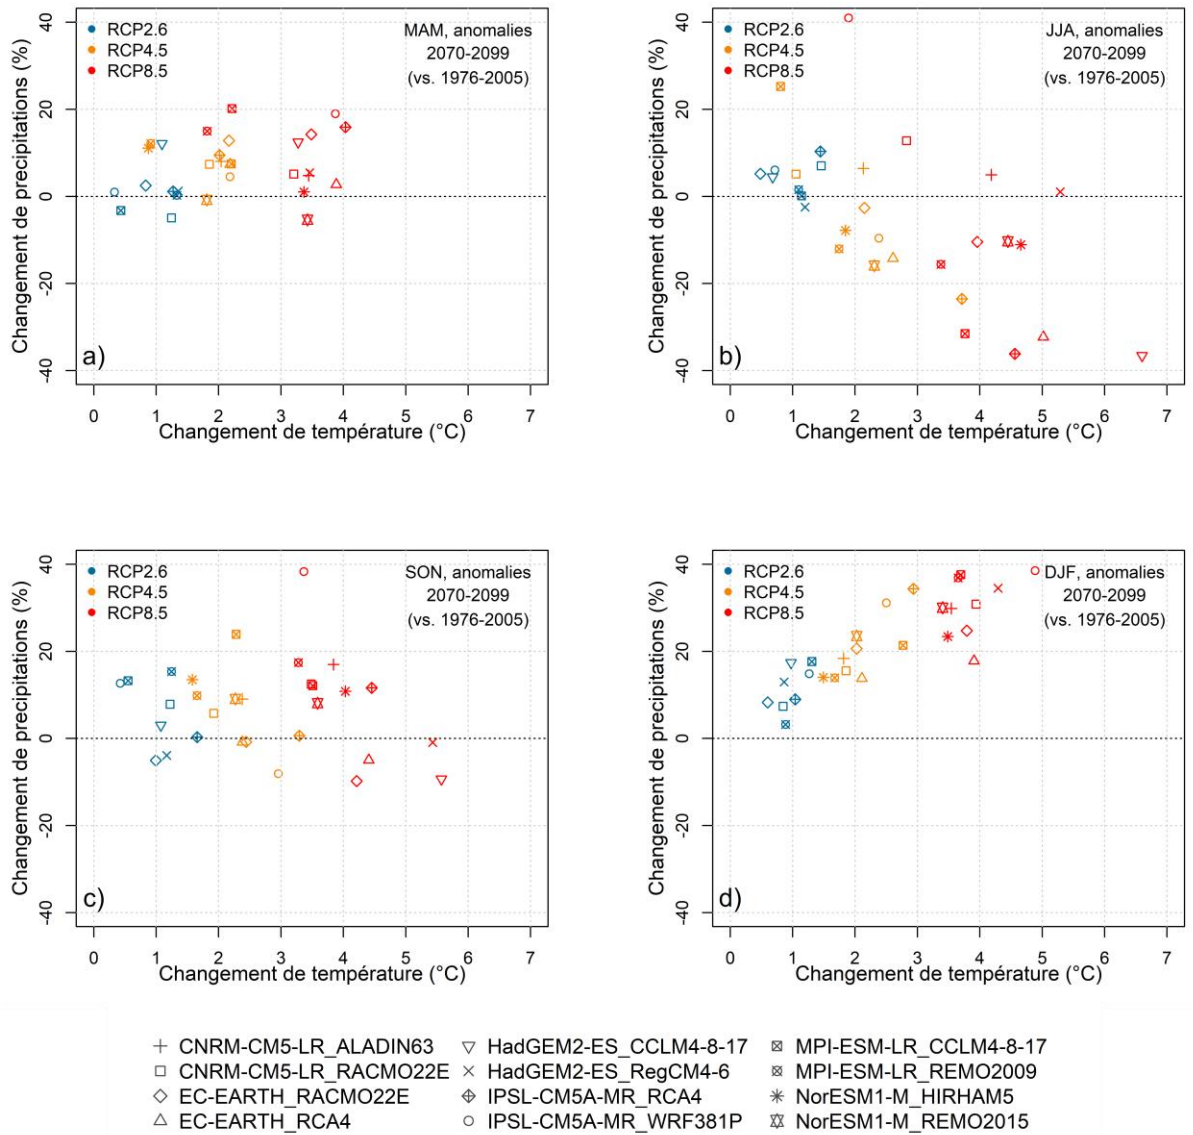 Changement de precipitations (%)
40
20
0
-20
-40
RCP2.6
RCP4.5
RCP8.5
MAM, anomalies
2070-2099
(vs. 1976-2005)
a)
0 1 2 3 4 5 6 7
Changement de température (°C)
Changement de precipitations (%)
40
20
0
-20
-40
RCP2.6
RCP4.5
RCP8.5
JJA, anomalies
2070-2099
(vs. 1976-2005)
b)
0 1 2 3 4 5 6 7
Changement de température (°C)
Changement de precipitations (%)
40
20
0
-20
-40
RCP2.6
RCP4.5
RCP8.5
SON, anomalies
2070-2099
(vs. 1976-2005)
c)
0 1 2 3 4 5 6 7
Changement de température (°C)
Changement de precipitations (%)
40
20
0
-20
-40
RCP2.6
RCP4.5
RCP8.5
DJF, anomalies
2070-2099
(vs. 1976-2005)
d)
0 1 2 3 4 5 6 7
Changement de température (°C)
CNRM-CM5-LR_ALADIN63 HadGEM2-ES_CCLM4-8-17 MPI-ESM-LR_CCLM4-8-17
CNRM-CM5-LR_RACMO22E HadGEM2-ES_RegCM4-6 MPI-ESM-LR_REMO2009
EC-EARTH_RACMO22E IPSL-CM5A-MR_RCA4 NorESM1-M_HIRHAM5
EC-EARTH_RCA4 IPSL-CM5A-MR_WRF381P NorESM1-M_REMO2015